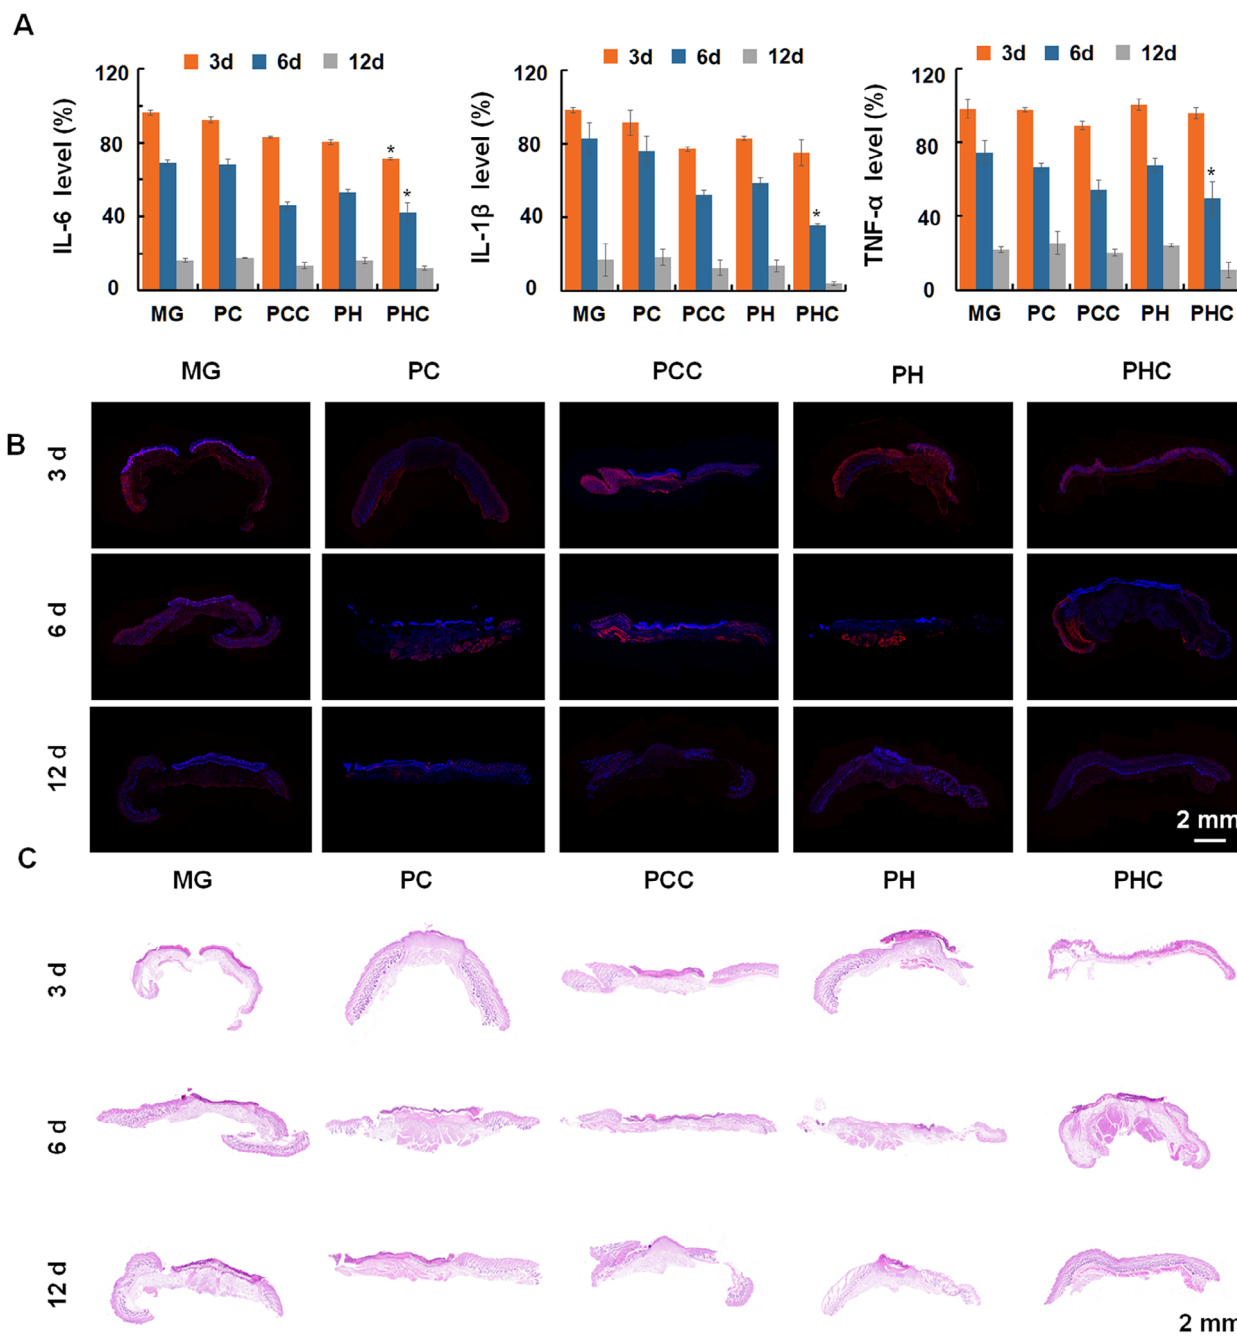 A
3d 6d 12d
3d 6d 12d
3d 6d 12d
IL-6 level (%)
120
80
40
0
MG PC PCC PH PHC
*
*
IL-1β level (%)
120
80
40
0
MG PC PCC PH PHC
*
TNF-α level (%)
120
80
40
0
MG PC PCC PH PHC
*
MG PC PCC PH PHC
B
3 d
6 d
12 d
2 mm
C
MG PC PCC PH PHC
3 d
6 d
12 d
2 mm